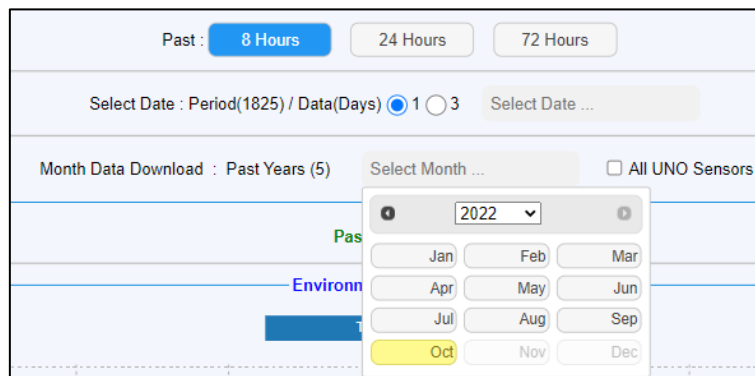 Past : 8 Hours 24 Hours 72 Hours
Select Date : Period(1825) / Data(Days) 1 3 Select Date ...
Month Data Download : Past Years (5) Select Month ... All UNO Sensors
2022
Pas
Jan Feb Mar
Environm
Apr May Jun
Jul Aug Sep
T
Oct Nov Dec